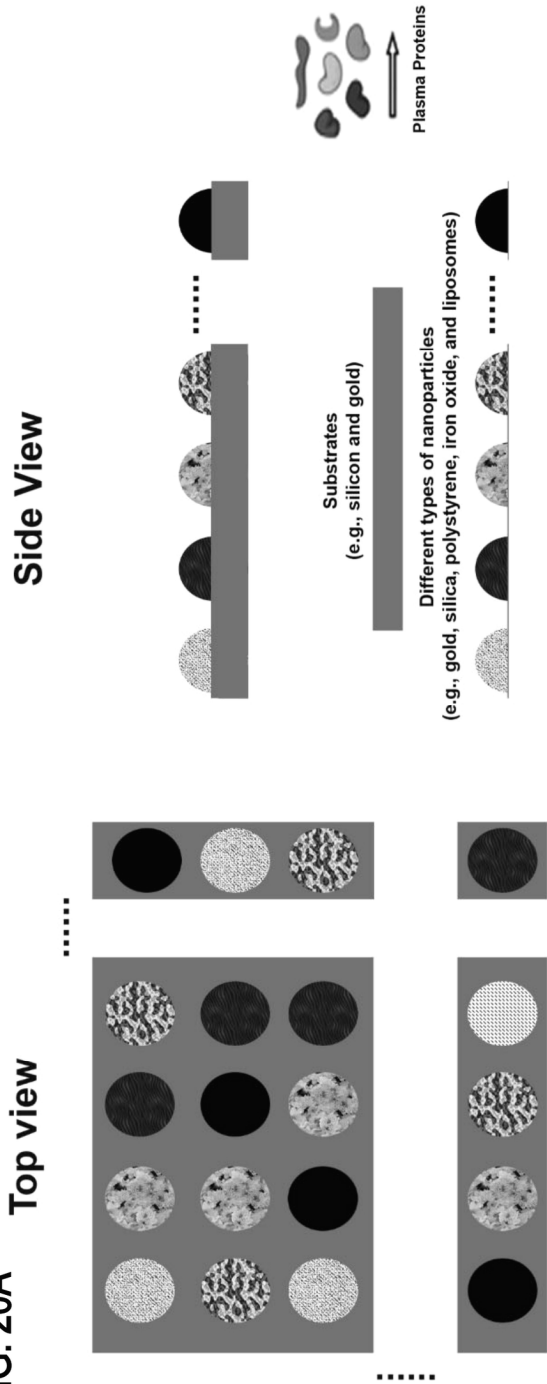 G. 20A
Top view
Side View
Substrates
(e.g., silicon and gold)
Different types of nanoparticles
(e.g., gold, silica, polystyrene, iron oxide, and liposomes)
Plasma Proteins